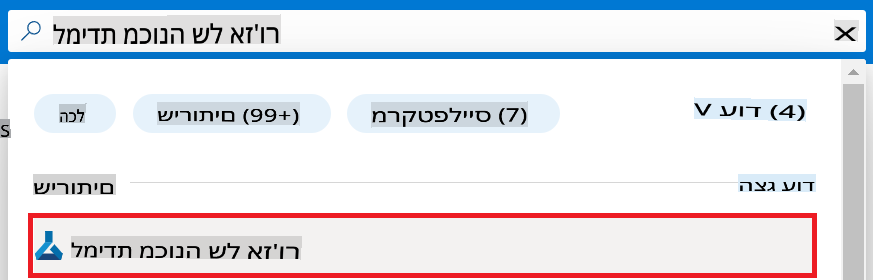 רו'זא לש הנוכמ תדימל X
S
לכה (99+) םיתוריש (7) סיילפטקרמ (4) דוע V
םיתוריש דוע גצה
רו'זא לש הנוכמ תדימל